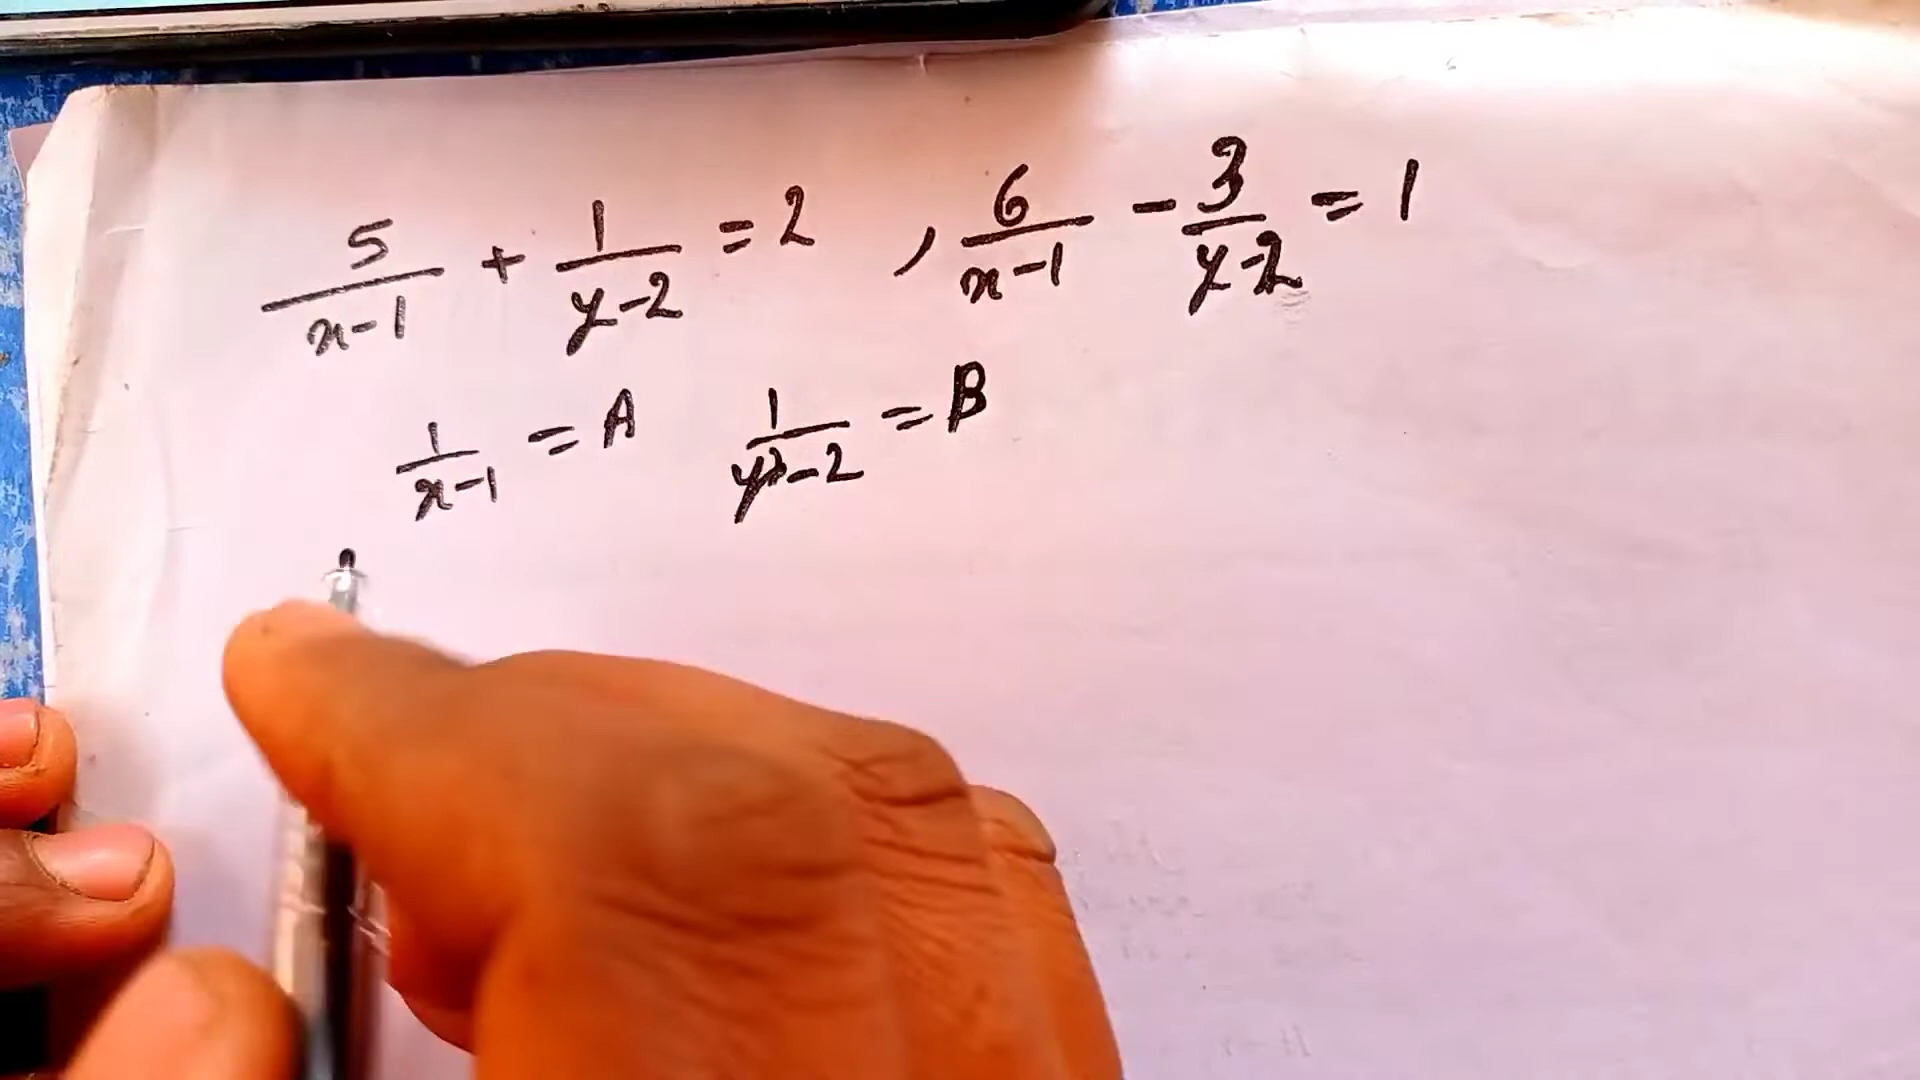 5/(x-1) + 1/(y-2) = 2 , 6/(x-1) - 3/(y-2) = 1
1/(x-1) = A 1/(y-2) = B